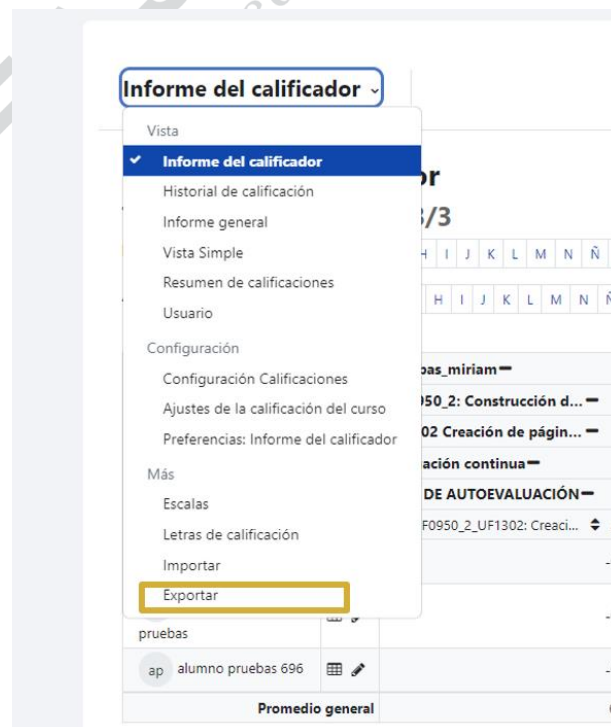 Informe del calificador
Vista
Informe del calificador
Historial de calificación
Informe general
Vista Simple
Resumen de calificaciones
Usuario
Configuración
Configuración Calificaciones
Ajustes de la calificación del curso
Preferencias: Informe del calificador
Más
Escalas
Letras de calificación
Importar
Exportar
or
3/3
H I J K L M N Ñ
H I J K L M N Ñ
bas_miriam
950_2: Construcción d...
02 Creación de págin...
ación continua
DE AUTOEVALUACIÓN
F0950_2_UF1302: Creaci...
-
pruebas
-
ap alumno pruebas 696
-
Promedio general